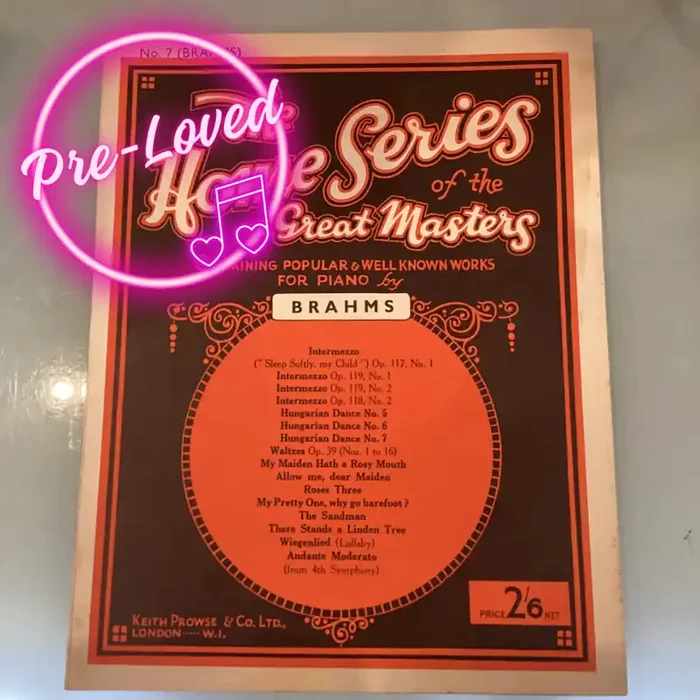 No. 7 (BRAHMS)
Pre-Loved
The
Home Series
of the
Great Masters
CONTAINING POPULAR & WELL KNOWN WORKS
FOR PIANO by
BRAHMS
Intermezzo
("Sleep Softly, my Child") Op. 117, No. 1
Intermezzo Op. 119, No. 1
Intermezzo Op. 119, No. 2
Intermezzo Op. 118, No. 2
Hungarian Dance No. 5
Hungarian Dance No. 6
Hungarian Dance No. 7
Waltzes Op. 39 (Nos. 1 to 16)
My Maiden Hath a Rosy Mouth
Allow me, dear Maiden
Roses Three
My Pretty One, why go barefoot?
The Sandman
There Stands a Linden Tree
Wiegenlied (Lullaby)
Andante Moderato
(from 4th Symphony)
KEITH PROWSE & CO. LTD.,
LONDON ···· W.1.
PRICE 2'6 NET